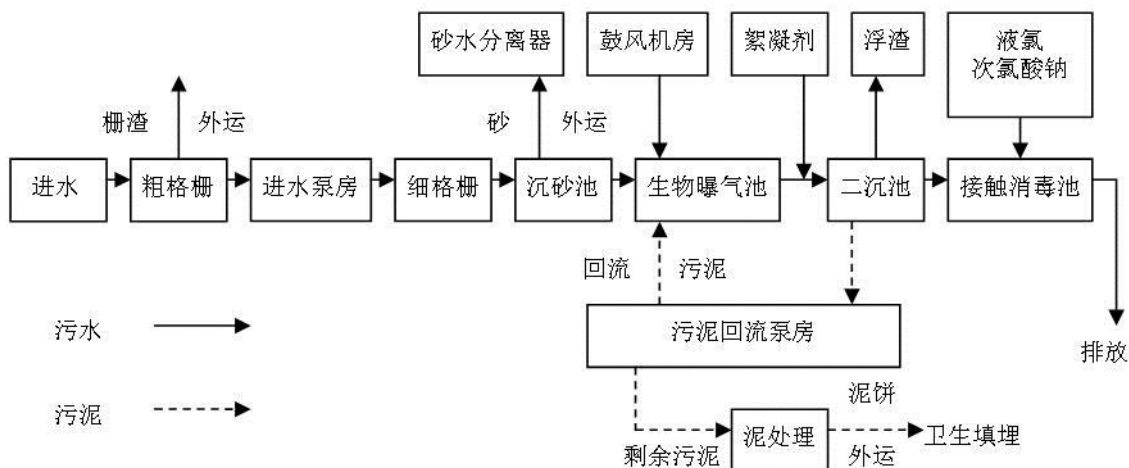 砂水分离器
鼓风机房
絮凝剂
浮渣
液氯
次氯酸钠
栅渣
外运
砂
外运
进水
粗格栅
进水泵房
细格栅
沉砂池
生物曝气池
二沉池
接触消毒池
回流
污泥
污水
污泥回流泵房
排放
污泥
泥饼
剩余污泥
泥处理
外运
卫生填埋